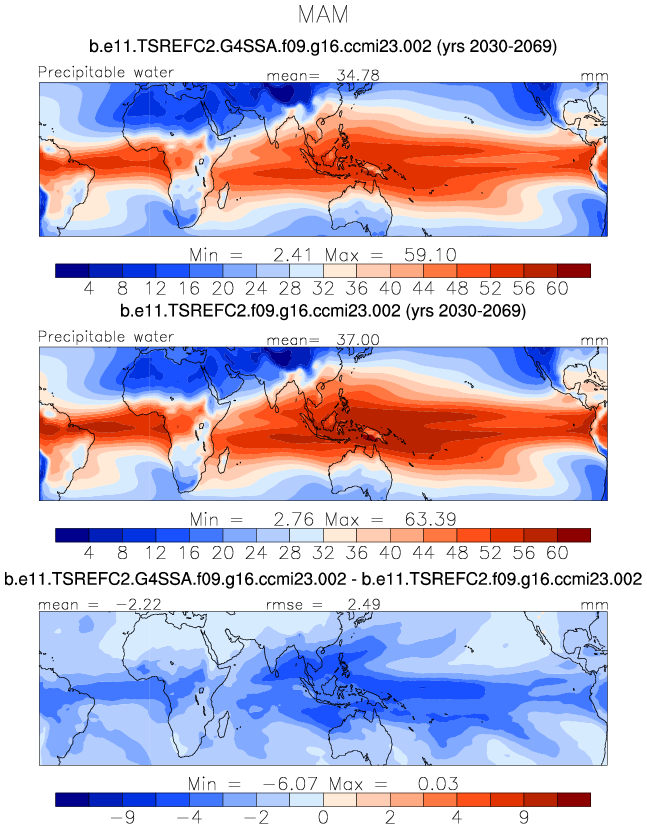 MAM
b.e11.TSREFC2.G4SSA.f09.g16.ccmi23.002 (yrs 2030-2069)
Precipitable water mean= 34.78 mm
Min = 2.41 Max = 59.10
4 8 12 16 20 24 28 32 36 40 44 48 52 56 60
b.e11.TSREFC2.f09.g16.ccmi23.002 (yrs 2030-2069)
Precipitable water mean= 37.00 mm
Min = 2.76 Max = 63.39
4 8 12 16 20 24 28 32 36 40 44 48 52 56 60
b.e11.TSREFC2.G4SSA.f09.g16.ccmi23.002 - b.e11.TSREFC2.f09.g16.ccmi23.002
mean = -2.22 rmse = 2.49 mm
Min = -6.07 Max = 0.03
-9 -4 -2 0 2 4 9